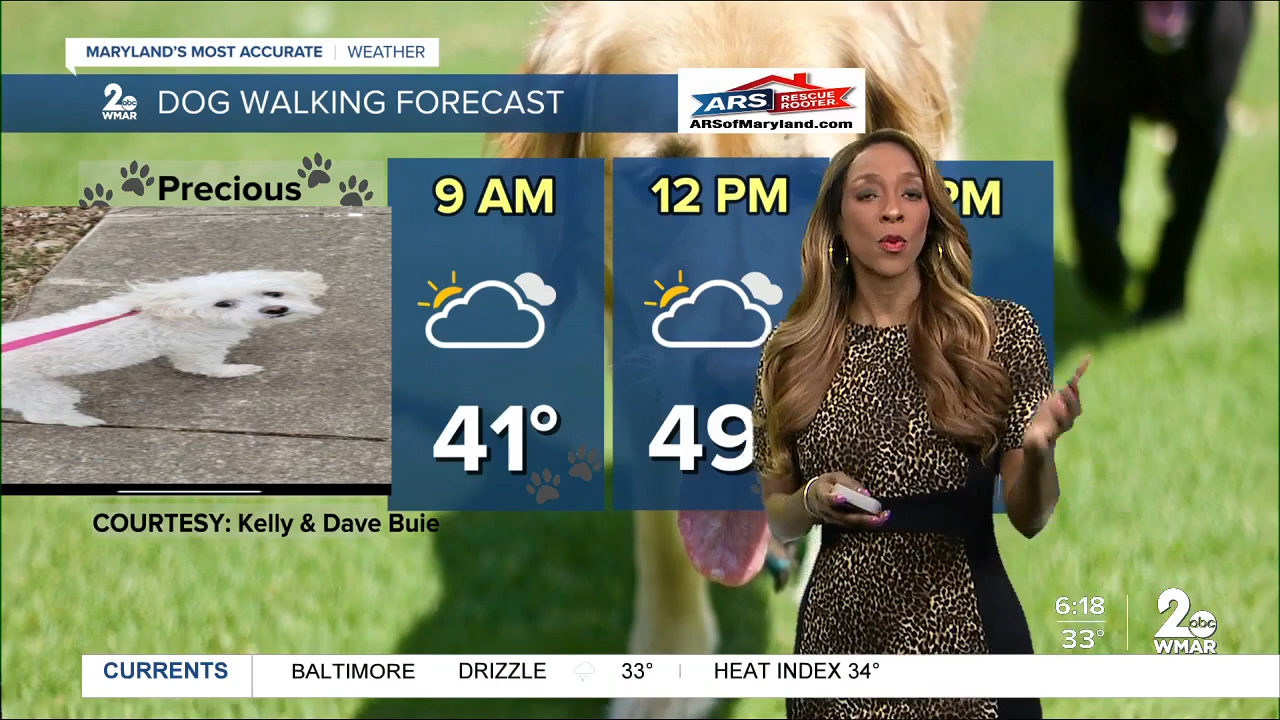 MARYLAND'S MOST ACCURATE | WEATHER
2 abc WMAR
DOG WALKING FORECAST
ARS RESCUE ROOTER
ARSofMaryland.com
Precious
9 AM
12 PM
PM
41°
49
COURTESY: Kelly & Dave Buie
6:18
33°
2 abc WMAR
CURRENTS
BALTIMORE DRIZZLE 33° | HEAT INDEX 34°